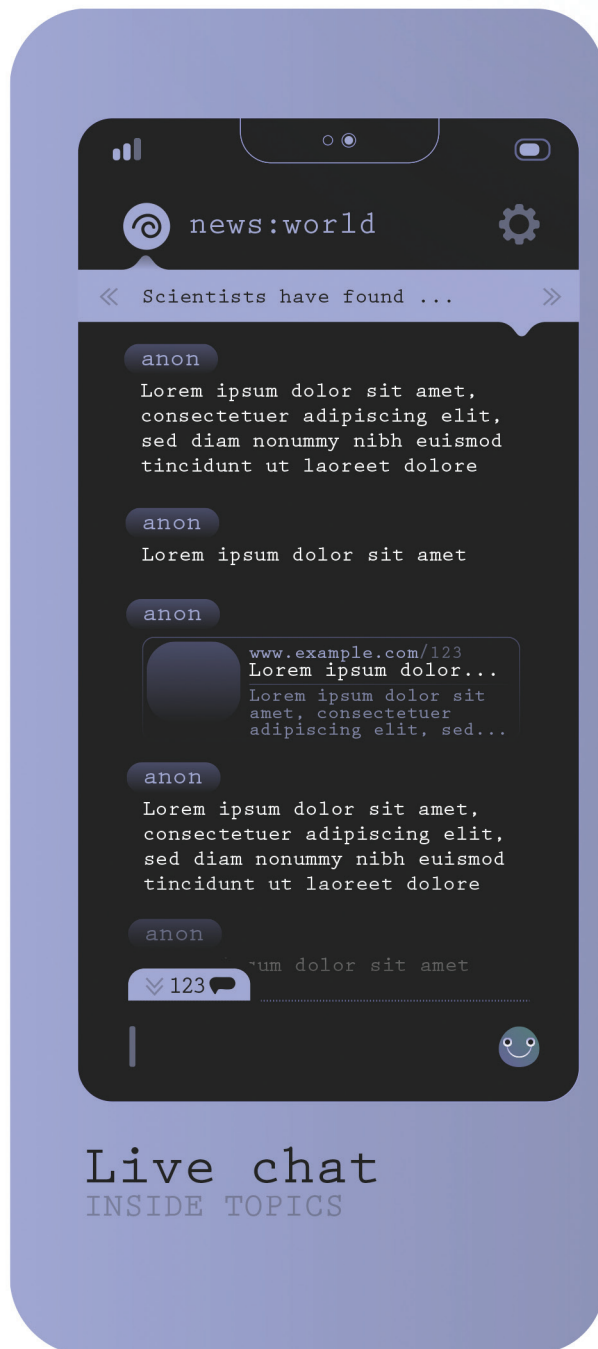 news:world
Scientists have found ...
anon
Lorem ipsum dolor sit amet,
consectetuer adipiscing elit,
sed diam nonummy nibh euismod
tincidunt ut laoreet dolore
anon
Lorem ipsum dolor sit amet
anon
www.example.com/123
Lorem ipsum dolor...
Lorem ipsum dolor sit
amet, consectetuer
adipiscing elit, sed...
anon
Lorem ipsum dolor sit amet,
consectetuer adipiscing elit,
sed diam nonummy nibh euismod
tincidunt ut laoreet dolore
anon
dolor sit amet
123
Live chat
INSIDE TOPICS